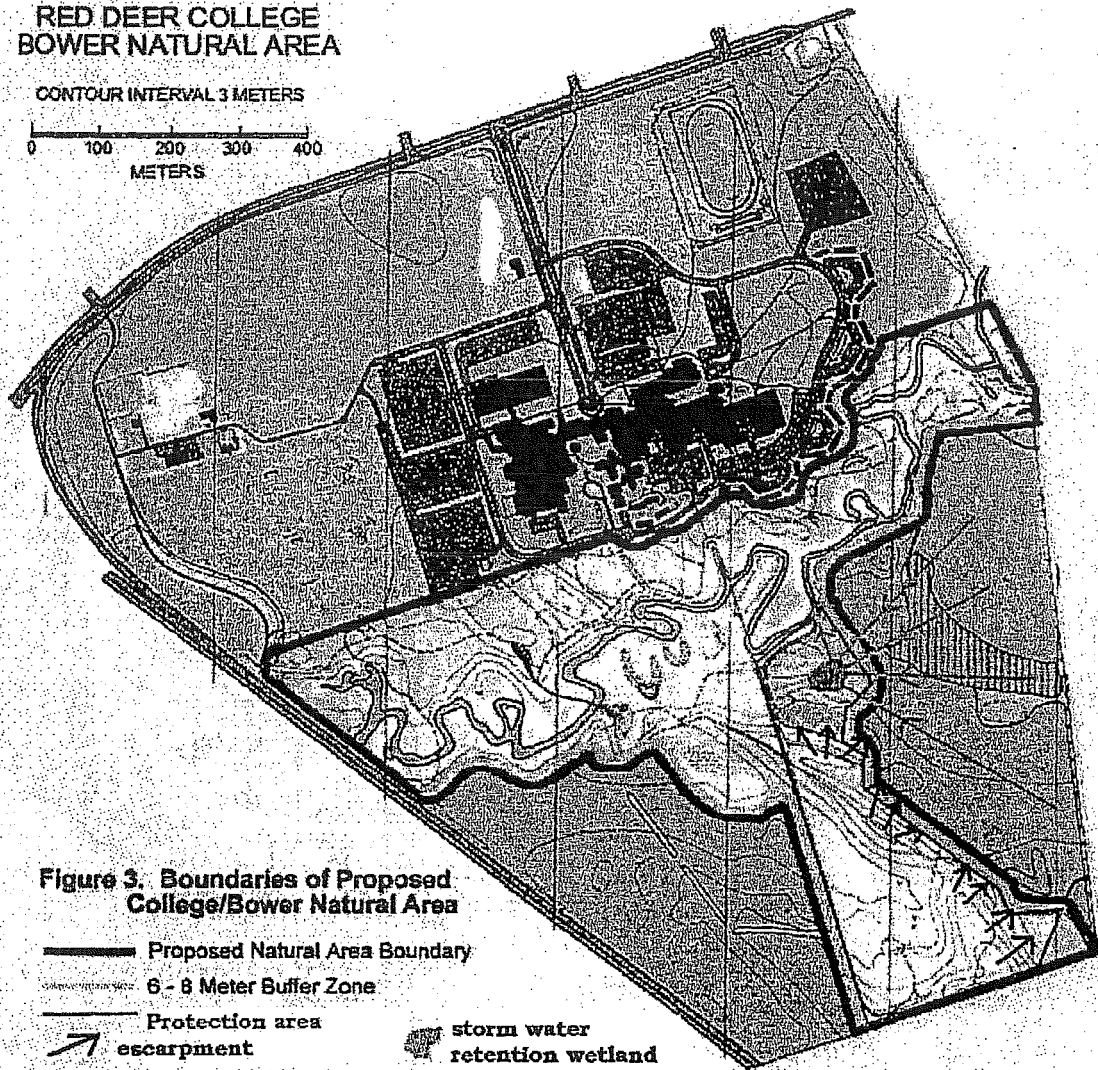 RED DEER COLLEGE
BOWER NATURAL AREA
CONTOUR INTERVAL 3 METERS
0 100 200 300 400
METERS
Figure 3. Boundaries of Proposed
College/Bower Natural Area
Proposed Natural Area Boundary
6 - 8 Meter Buffer Zone
Protection area
escarpment
storm water
retention wetland